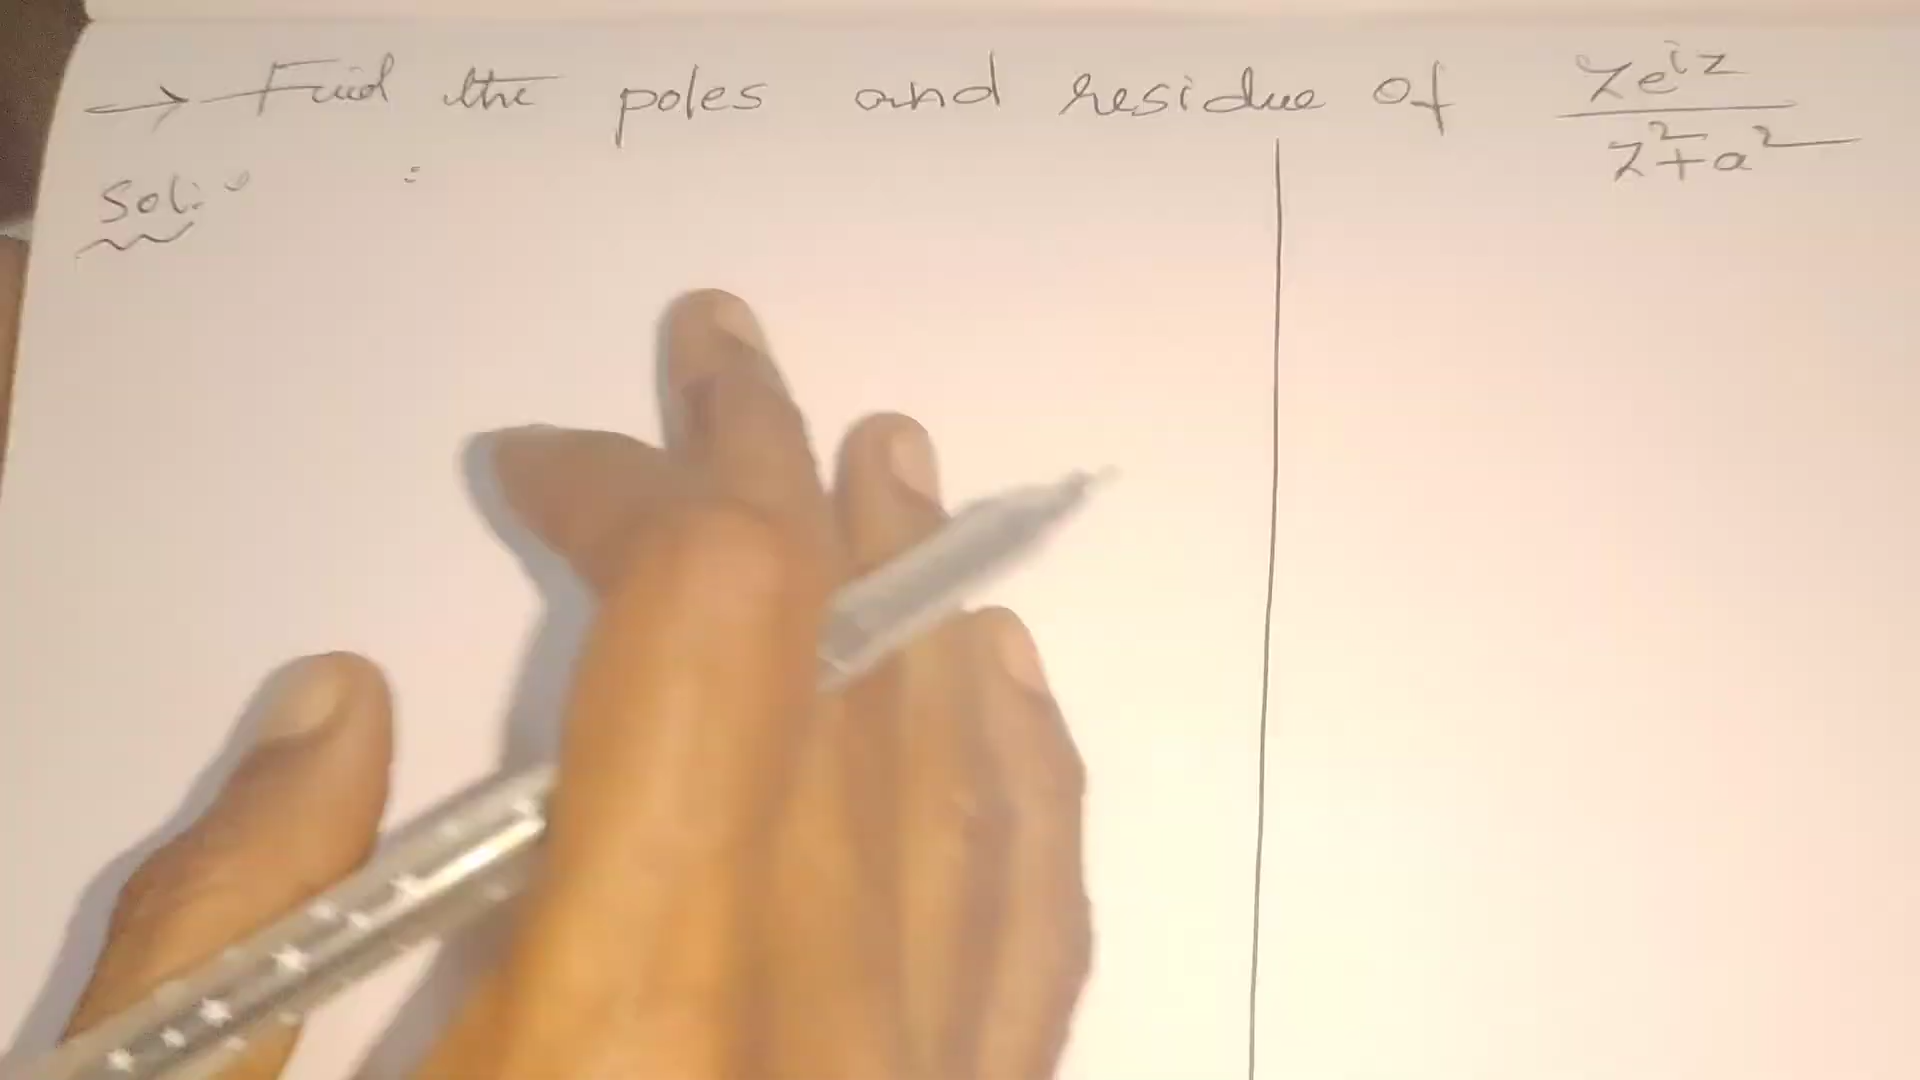 → Find the poles and residue of ze^{iz} / z²+a²
Sol:-